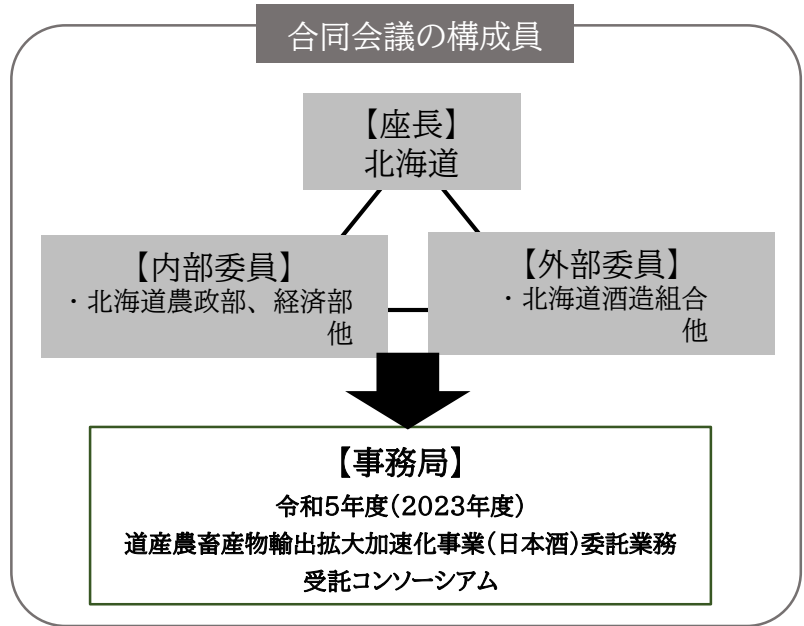 合同会議の構成員
【座長】
北海道
【内部委員】
・北海道農政部、経済部
他
【外部委員】
・北海道酒造組合
他
【事務局】
令和5年度(2023年度)
道産農畜産物輸出拡大加速化事業(日本酒)委託業務
受託コンソーシアム